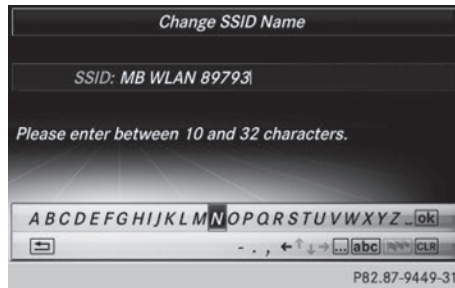 Change SSID Name
SSID: MB WLAN 89793
Please enter between 10 and 32 characters.
A B C D E F G H I J K L M N O P Q R S T U V W X Y Z _ ok
- . , ←↑↓→ ... abc CLR
P82.87-9449-31